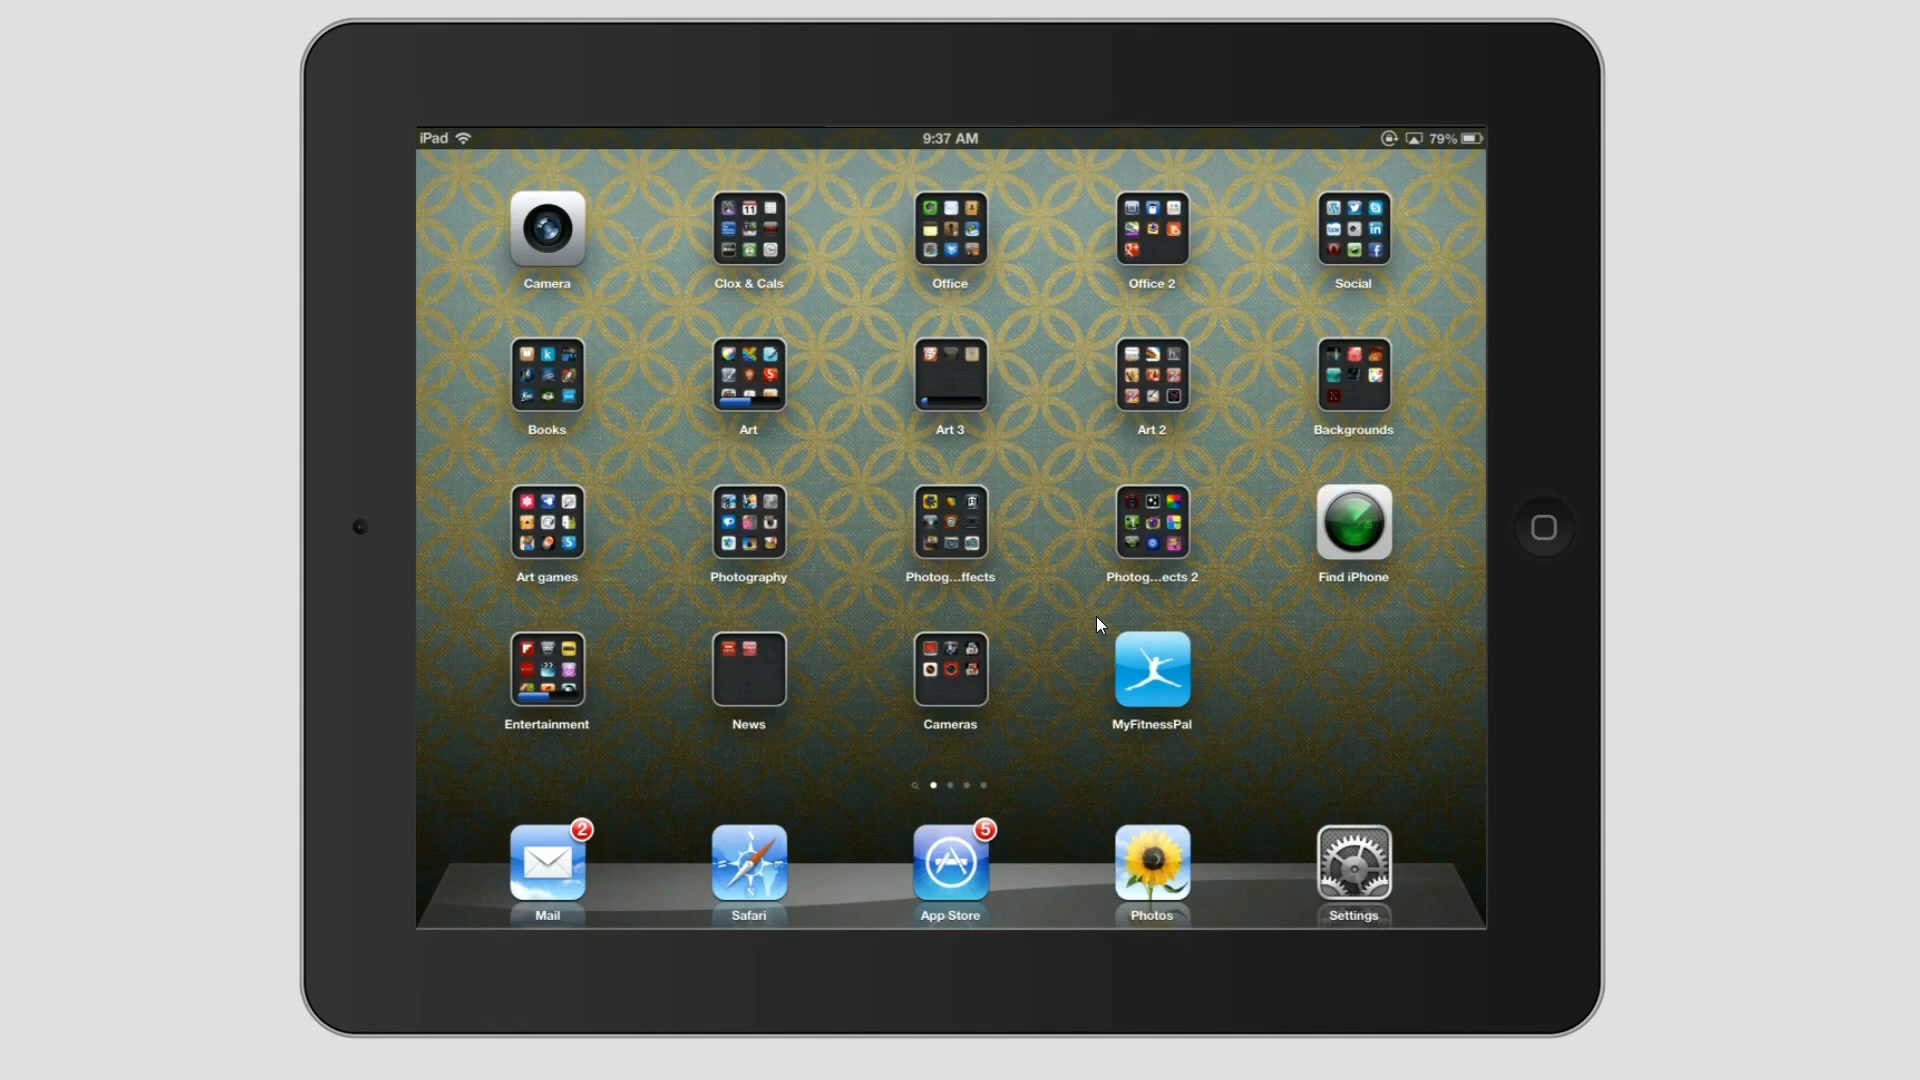 iPad 9:37 AM 79%
Camera Clox & Cals Office Office 2 Social
Books Art Art 3 Art 2 Backgrounds
Art games Photography Photog...ffects Photog...ects 2 Find iPhone
Entertainment News Cameras MyFitnessPal
2 5
Mail Safari App Store Photos Settings